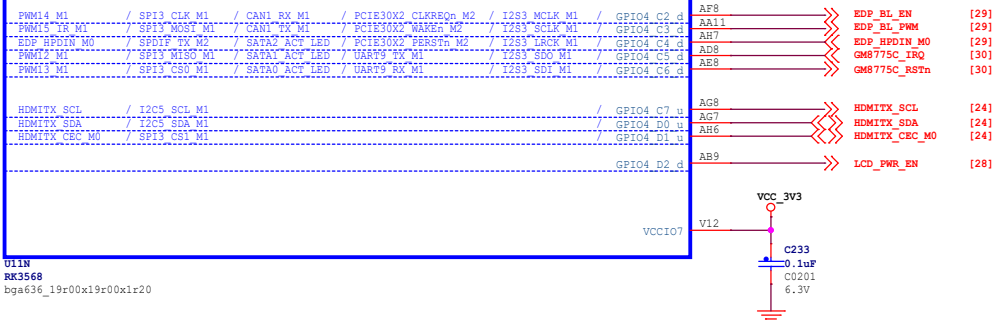 PWM14_M1 / SPI3_CLK_M1 / CAN1_RX_M1 / PCIE30X2_CLKREQn_M2 / I2S3_MCLK_M1 / GPIO4_C2_d AF8 EDP_BL_EN [29]
PWM15_IR_M1 / SPI3_MOSI_M1 / CAN1_TX_M1 / PCIE30X2_WAKEn_M2 / I2S3_SCLK_M1 / GPIO4_C3_d AA11 EDP_BL_PWM [29]
EDP_HPDIN_M0 / SPDIF_TX_M2 / SATA2_ACT_LED / PCIE30X2_PERSTn_M2 / I2S3_LRCK_M1 / GPIO4_C4_d AH7 EDP_HPDIN_M0 [29]
PWM12_M1 / SPI3_MISO_M1 / SATA1_ACT_LED / UART9_TX_M1 / I2S3_SDO_M1 / GPIO4_C5_d AD8 GM8775C_IRQ [30]
PWM13_M1 / SPI3_CS0_M1 / SATA0_ACT_LED / UART9_RX_M1 / I2S3_SDI_M1 / GPIO4_C6_d AE8 GM8775C_RSTn [30]
HDMITX_SCL / I2C5_SCL_M1 / GPIO4_C7_u AG8 HDMITX_SCL [24]
HDMITX_SDA / I2C5_SDA_M1 / GPIO4_D0_u AG7 HDMITX_SDA [24]
HDMITX_CEC_M0 / SPI3_CS1_M1 / GPIO4_D1_u AH6 HDMITX_CEC_M0 [24]
GPIO4_D2_d AB9 LCD_PWR_EN [28]
VCC_3V3
VCCIO7 V12
C233
0.1uF
C0201
6.3V
U11N
RK3568
bga636_19r00x19r00x1r20